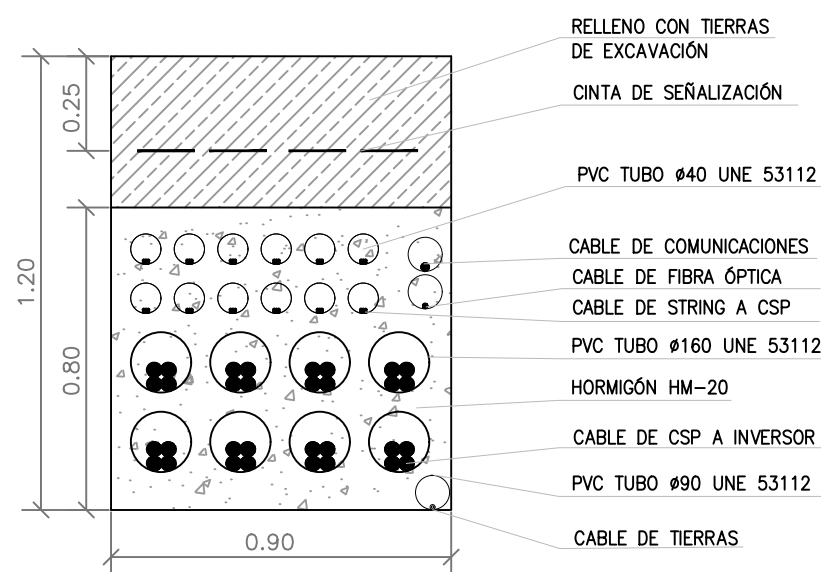 RELLENO CON TIERRAS
DE EXCAVACIÓN
CINTA DE SEÑALIZACIÓN
PVC TUBO ø40 UNE 53112
CABLE DE COMUNICACIONES
CABLE DE FIBRA ÓPTICA
CABLE DE STRING A CSP
PVC TUBO ø160 UNE 53112
HORMIGÓN HM-20
CABLE DE CSP A INVERSOR
PVC TUBO ø90 UNE 53112
CABLE DE TIERRAS
0.25
1.20
0.80
0.90